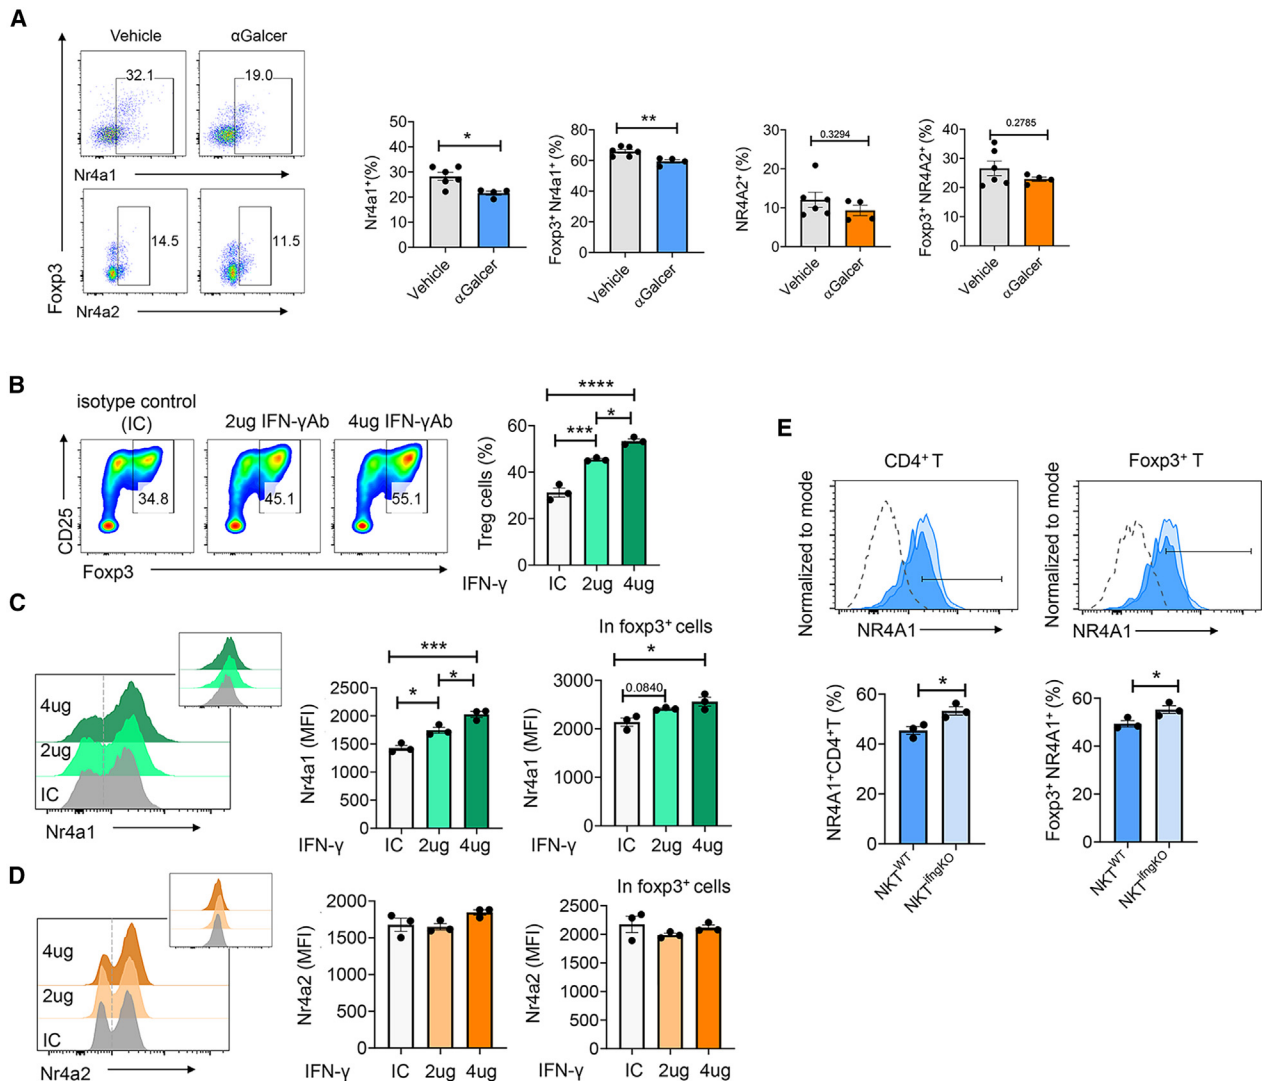 A
Vehicle
αGalcer
32.1
19.0
Nr4a1
14.5
11.5
Foxp3
Nr4a2
Nr4a1⁺(%)
50
40
30
20
10
0
*
Vehicle
αGalcer
Foxp3⁺ Nr4a1⁺ (%)
80
60
40
20
0
**
Vehicle
αGalcer
NR4A2⁺ (%)
30
20
10
0
0.3294
Vehicle
αGalcer
Foxp3⁺ NR4A2⁺ (%)
40
30
20
10
0
0.2785
Vehicle
αGalcer
B
isotype control
(IC)
2ug IFN-γAb
4ug IFN-γAb
34.8
45.1
55.1
CD25
Foxp3
Treg cells (%)
60
40
20
0
****
***
*
IFN-γ
IC
2ug
4ug
C
4ug
2ug
IC
Nr4a1
Nr4a1 (MFI)
2500
2000
1500
1000
500
0
***
*
*
IFN-γ
IC
2ug
4ug
In foxp3⁺ cells
Nr4a1 (MFI)
3000
2000
1000
0
*
0.0840
IFN-γ
IC
2ug
4ug
D
4ug
2ug
IC
Nr4a2
Nr4a2 (MFI)
2000
1500
1000
500
0
IFN-γ
IC
2ug
4ug
In foxp3⁺ cells
Nr4a2 (MFI)
2500
2000
1500
1000
500
0
IFN-γ
IC
2ug
4ug
E
CD4⁺ T
Normalized to mode
NR4A1
Foxp3⁺ T
Normalized to mode
NR4A1
NR4A1⁺CD4⁺T (%)
60
40
20
0
*
NKTᵂᵀ
NKTⁱᶠⁿᵍᴷᴼ
Foxp3⁺ NR4A1⁺ (%)
60
40
20
0
*
NKTᵂᵀ
NKTⁱᶠⁿᵍᴷᴼ